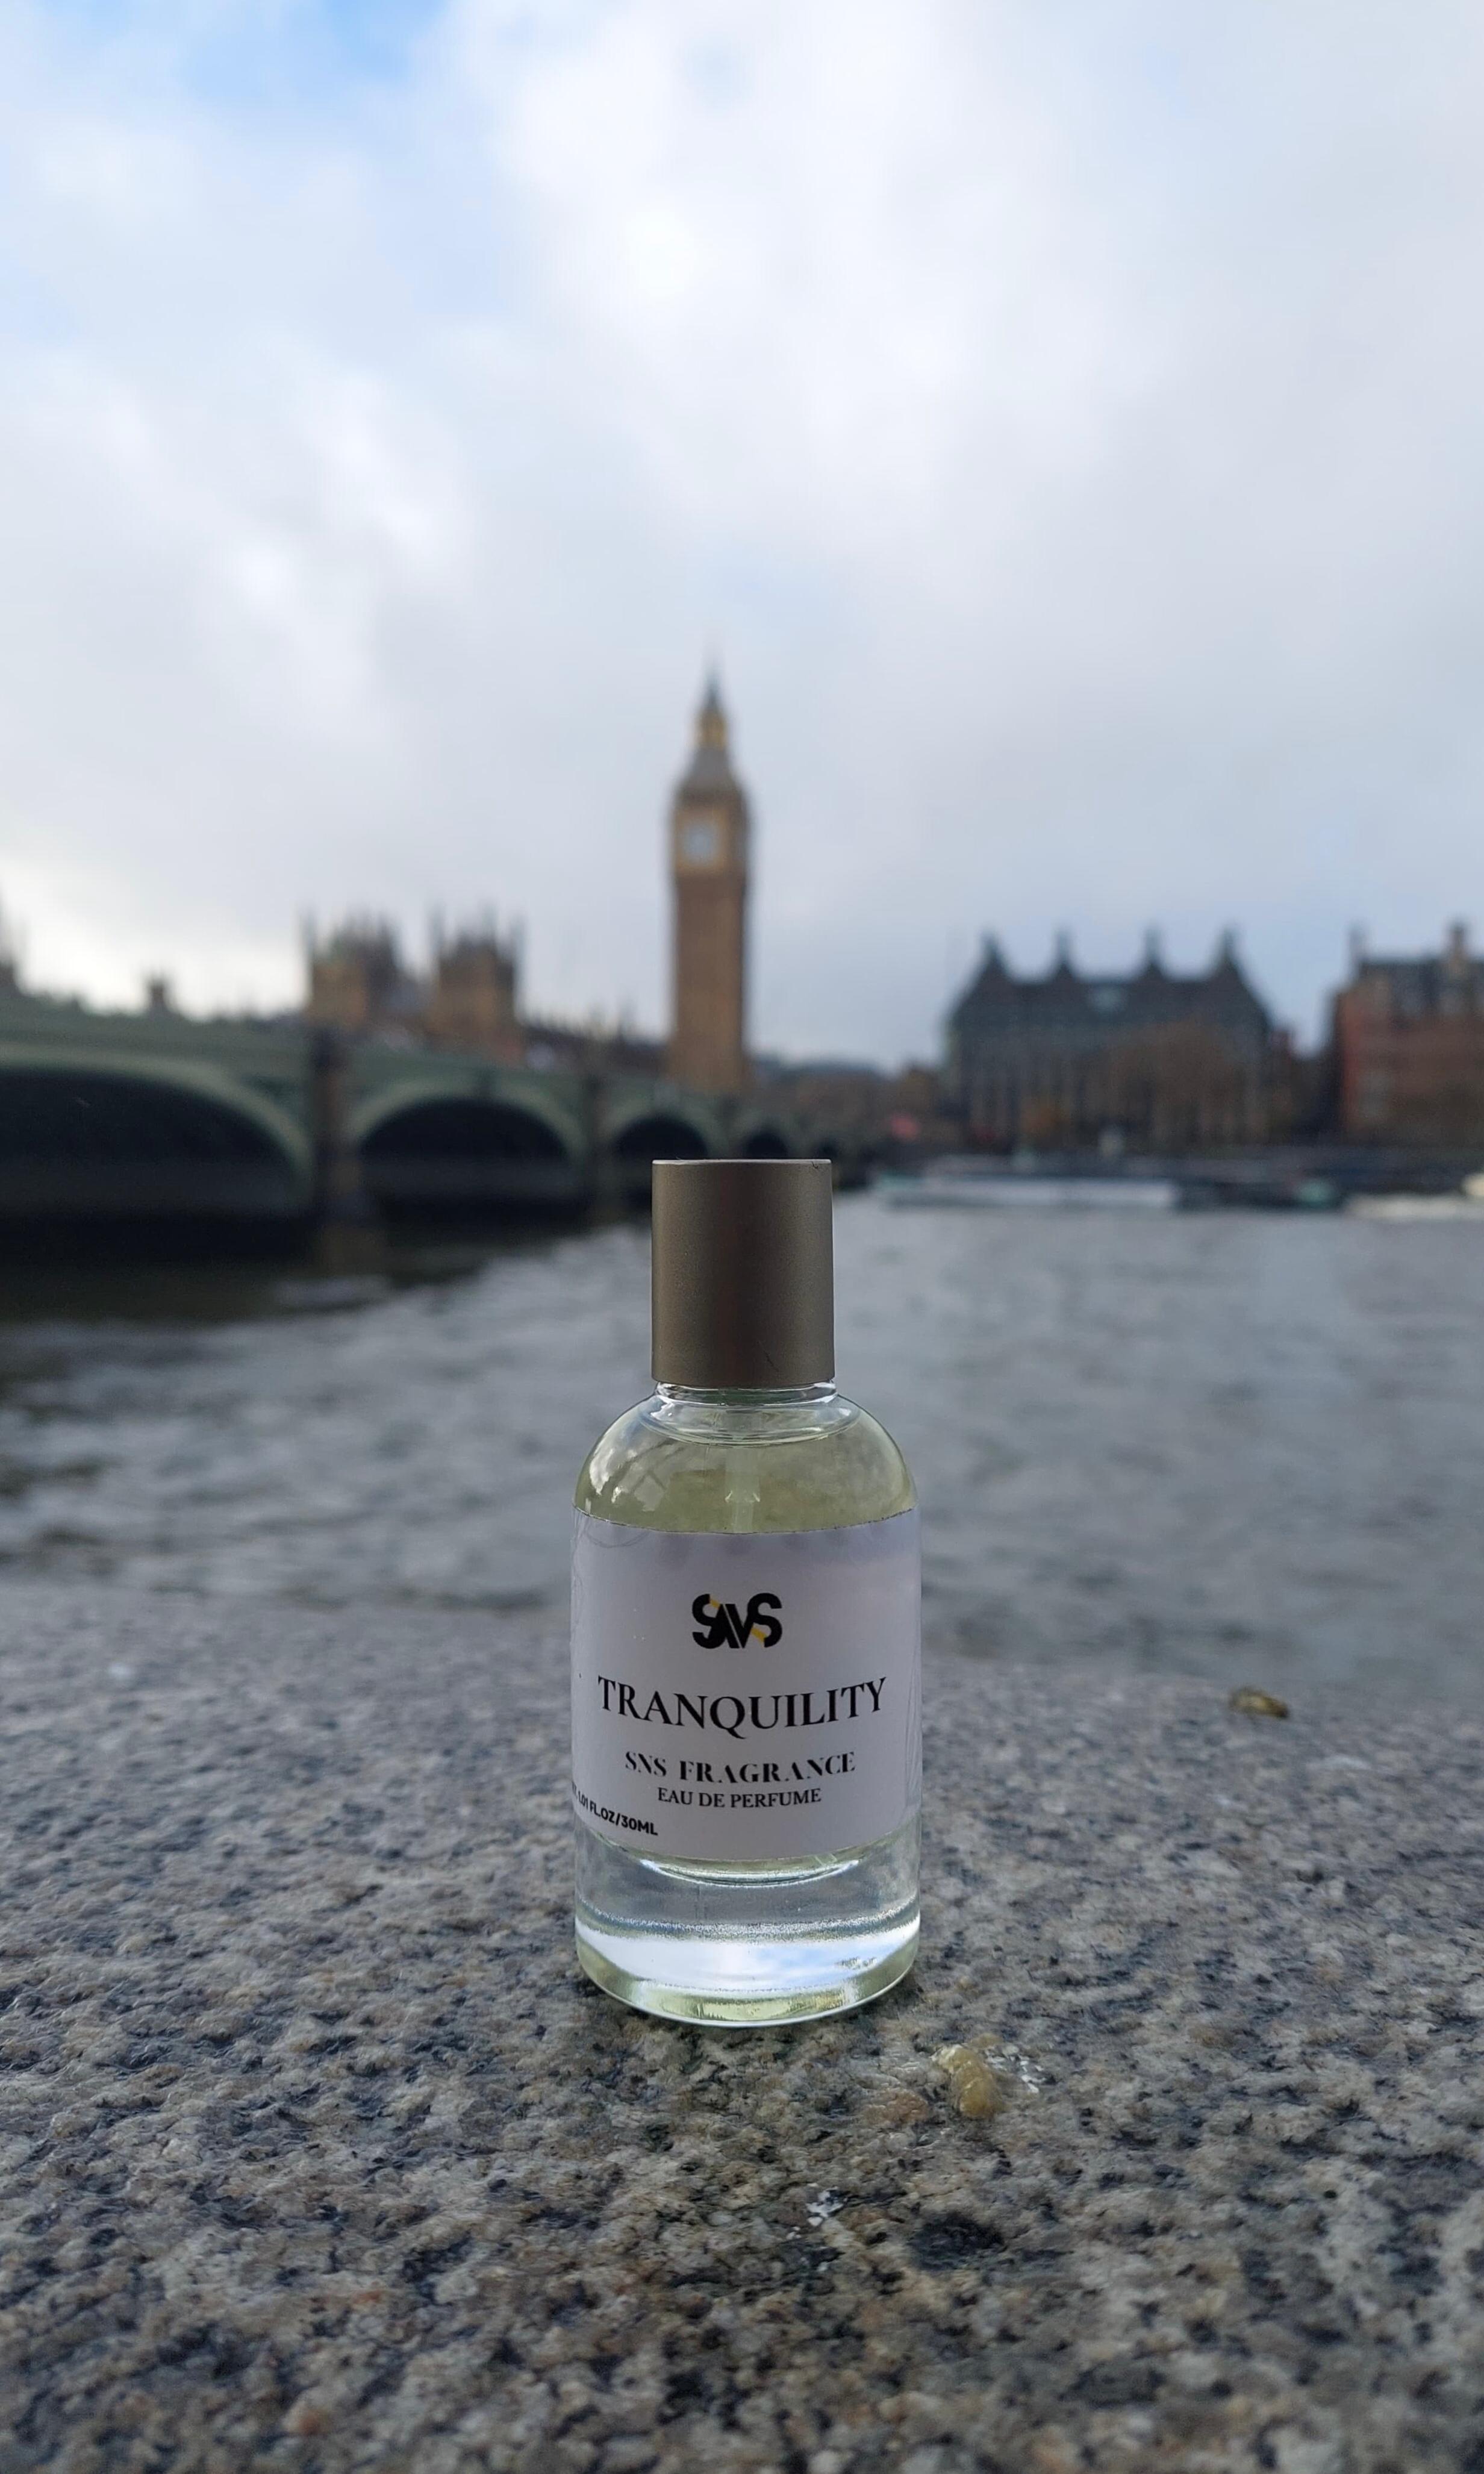 SNS
TRANQUILITY
SNS FRAGRANCE
EAU DE PERFUME
1.01 FL.OZ/30ML